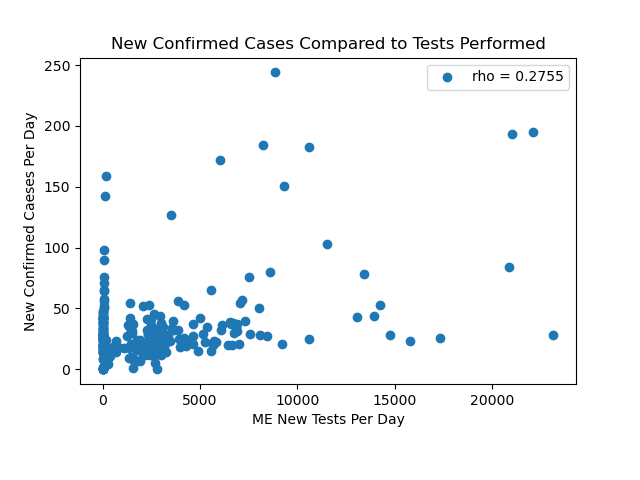 New Confirmed Cases Compared to Tests Performed
rho = 0.2755
New Confirmed Caeses Per Day
250
200
150
100
50
0
0 5000 10000 15000 20000
ME New Tests Per Day